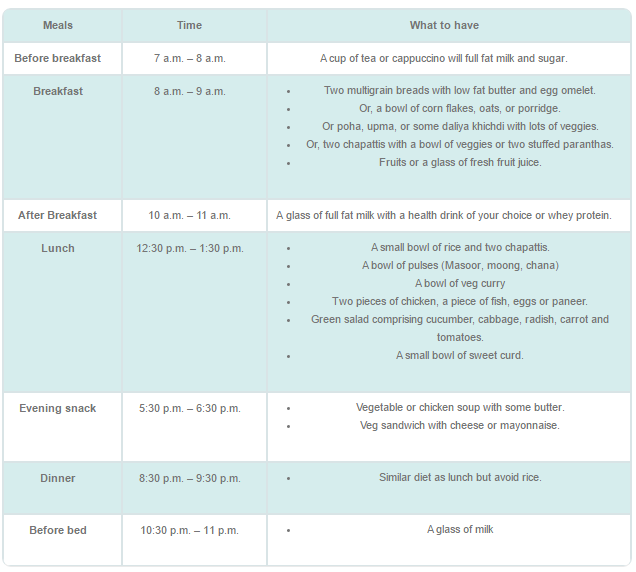 Meals Time What to have
Before breakfast 7 a.m. – 8 a.m. A cup of tea or cappuccino will full fat milk and sugar.
Breakfast 8 a.m. – 9 a.m. • Two multigrain breads with low fat butter and egg omelet.
• Or, a bowl of corn flakes, oats, or porridge.
• Or poha, upma, or some daliya khichdi with lots of veggies.
• Or, two chapattis with a bowl of veggies or two stuffed paranthas.
• Fruits or a glass of fresh fruit juice.
After Breakfast 10 a.m. – 11 a.m. A glass of full fat milk with a health drink of your choice or whey protein.
Lunch 12:30 p.m. – 1:30 p.m. • A small bowl of rice and two chapattis.
• A bowl of pulses (Masoor, moong, chana)
• A bowl of veg curry
• Two pieces of chicken, a piece of fish, eggs or paneer.
• Green salad comprising cucumber, cabbage, radish, carrot and
tomatoes.
• A small bowl of sweet curd.
Evening snack 5:30 p.m. – 6:30 p.m. • Vegetable or chicken soup with some butter.
• Veg sandwich with cheese or mayonnaise.
Dinner 8:30 p.m. – 9:30 p.m. • Similar diet as lunch but avoid rice.
Before bed 10:30 p.m. – 11 p.m. • A glass of milk